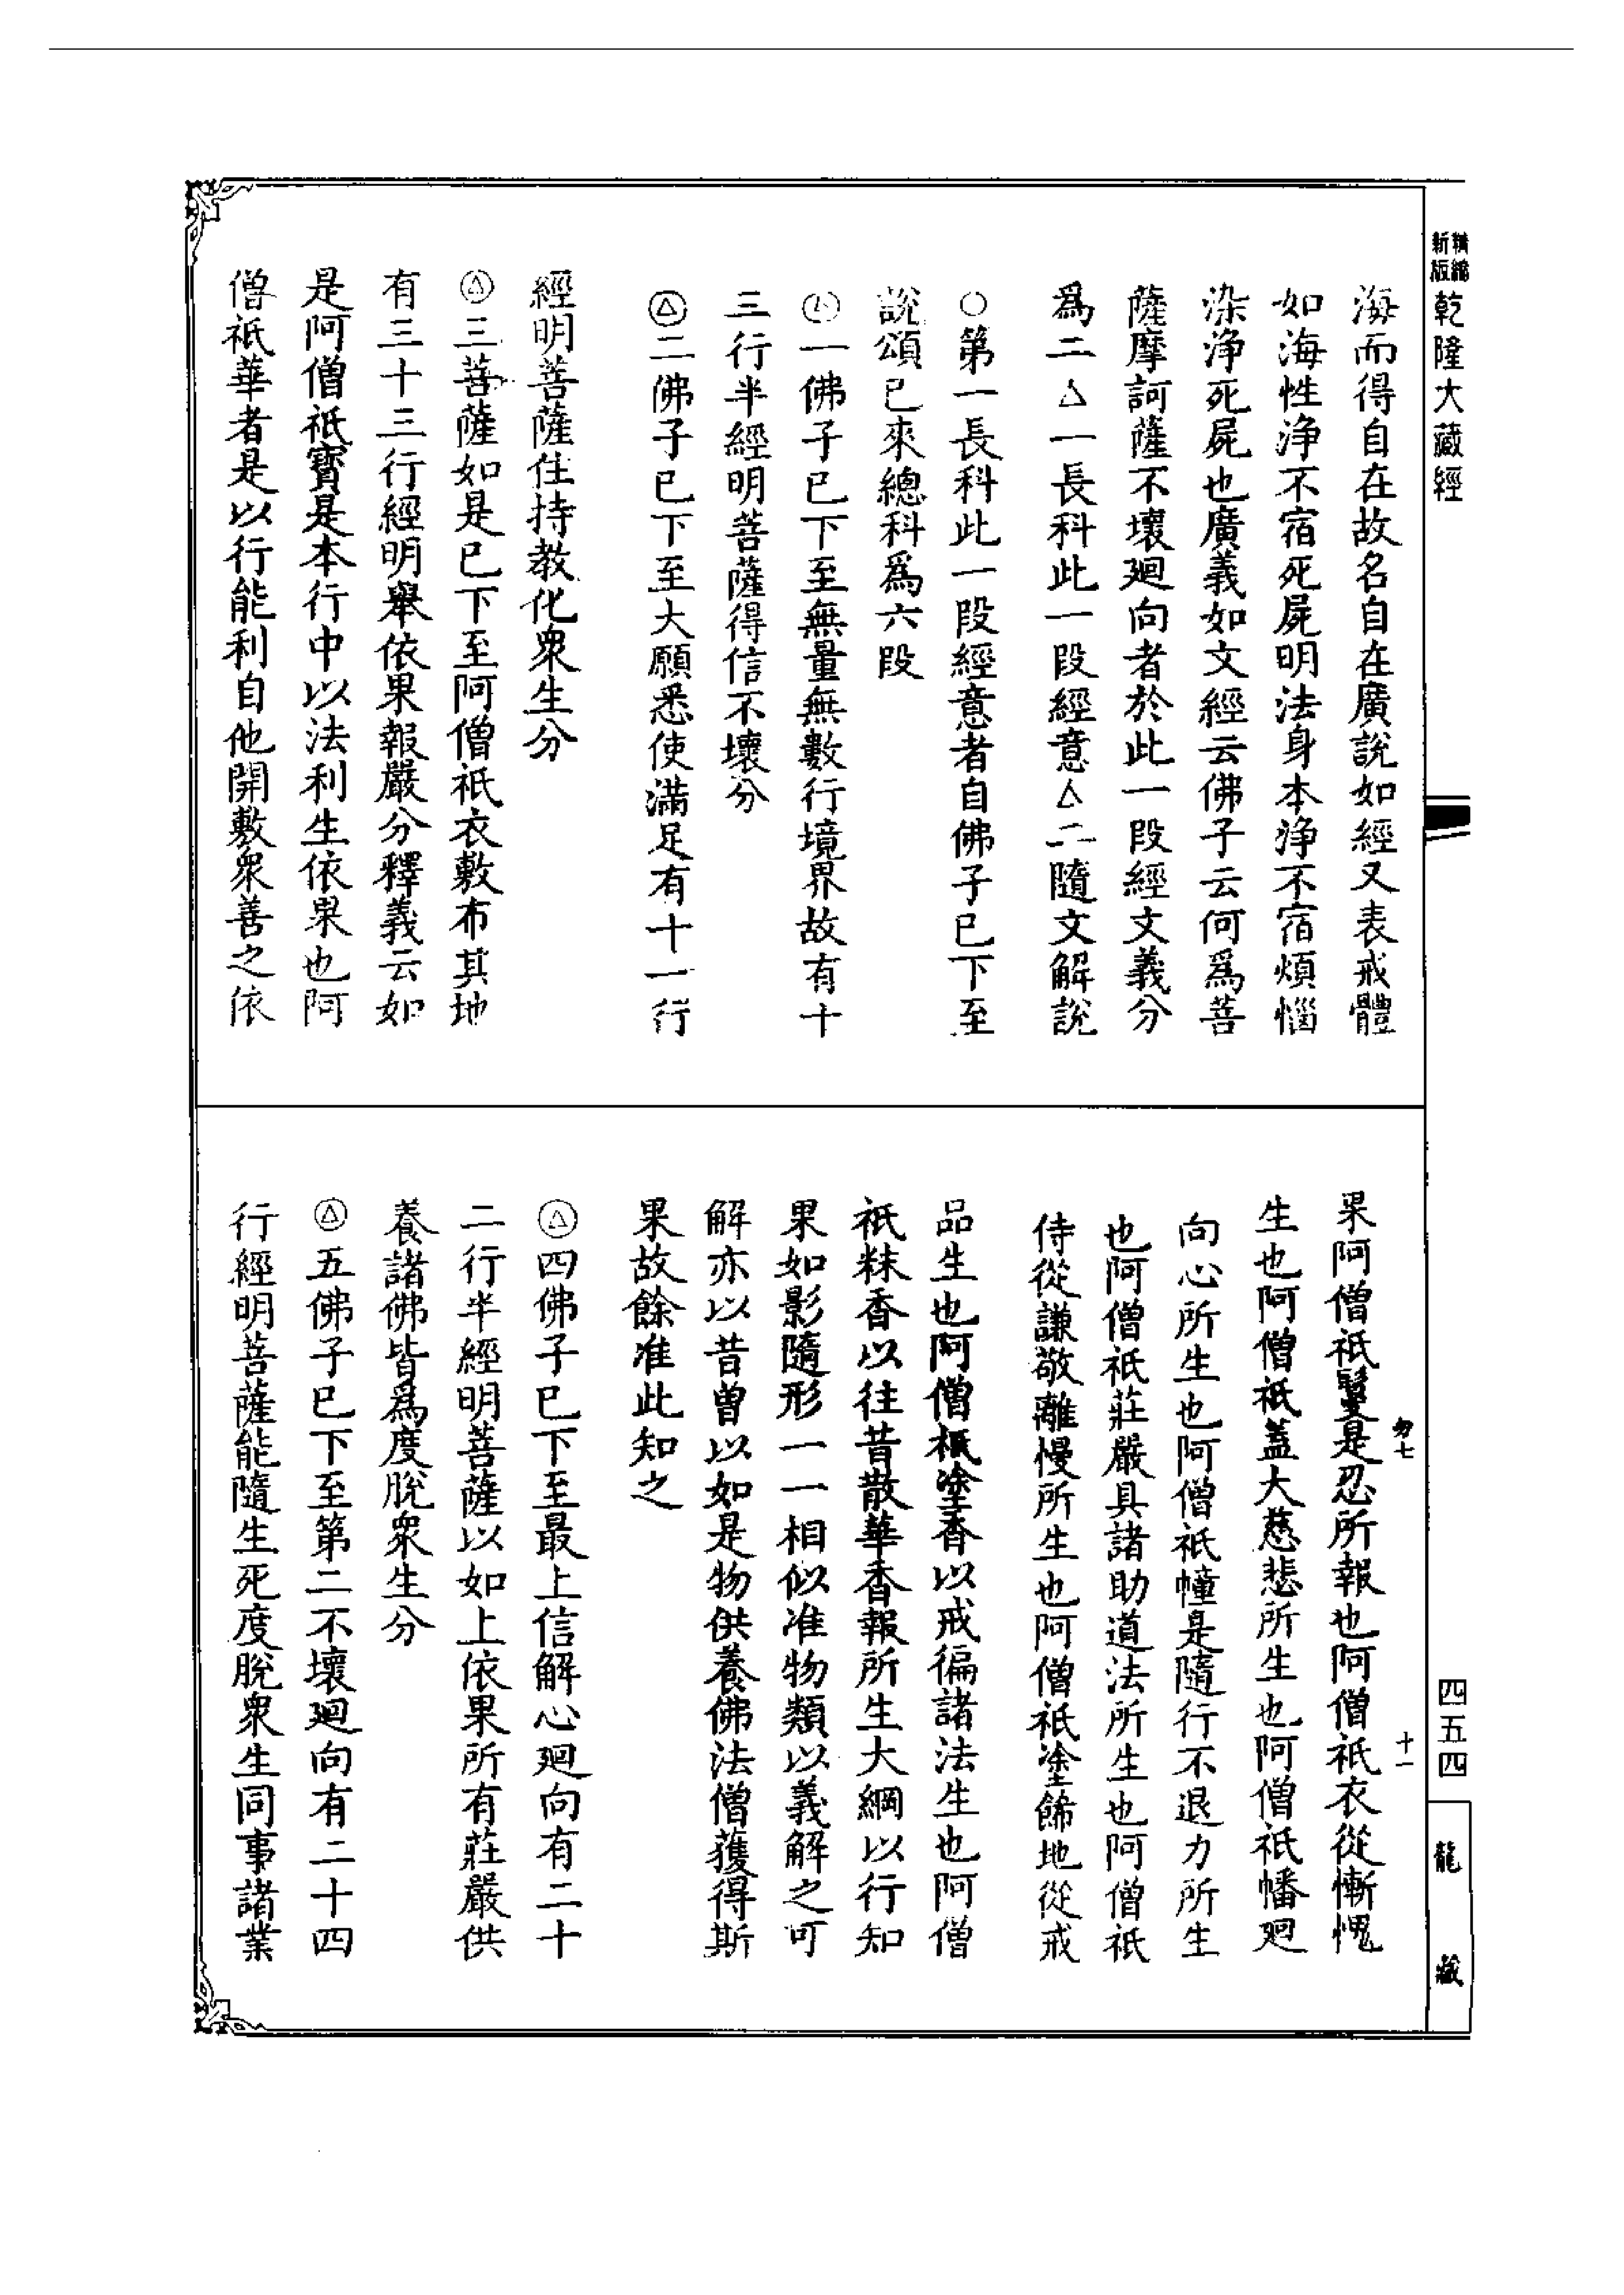 精縮新版乾隆大藏經
海而得自在故名自在廣說如經又表戒體
如海性淨不宿死屍明法身本淨不宿煩惱
染淨死屍也廣義如文經云佛子云何爲菩
薩摩訶薩不壞廻向者於此一段經文義分
爲二△一長科此一段經意△二隨文解說
○第一長科此一段經意者自佛子已下至
說頌已來總科爲六段
㊀一佛子已下至無量無數行境界故有十
三行半經明菩薩得信不壞分
◬二佛子已下至大願悉使滿足有十一行
經明菩薩住持教化衆生分
◬三菩薩如是已下至阿僧祇衣敷布其地
有三十三行經明舉依果報嚴分釋義云如
是阿僧祇寶是本行中以法利生依果也阿
僧祇華者是以行能利自他開敷衆善之依
果阿僧祇鬘是忍所報也阿僧祇衣從慚愧
生也阿僧祇蓋大慈悲所生也阿僧祇幡廻
向心所生也阿僧祇幢是隨行不退力所生
也阿僧祇莊嚴具諸助道法所生也阿僧祇
侍從謙敬離慢所生也阿僧祇塗飾地從戒
品生也阿僧祇塗香以戒徧諸法生也阿僧
祇粖香以往昔散華香報所生大綱以行知
果如影隨形一一相似准物類以義解之可
解亦以昔曾以如是物供養佛法僧獲得斯
果故餘准此知之
◬四佛子已下至最上信解心廻向有二十
二行半經明菩薩以如上依果所有莊嚴供
養諸佛皆爲度脫衆生分
◬五佛子已下至第二不壞廻向有二十四
行經明菩薩能隨生死度脫衆生同事諸業
十一
四五四
龍藏